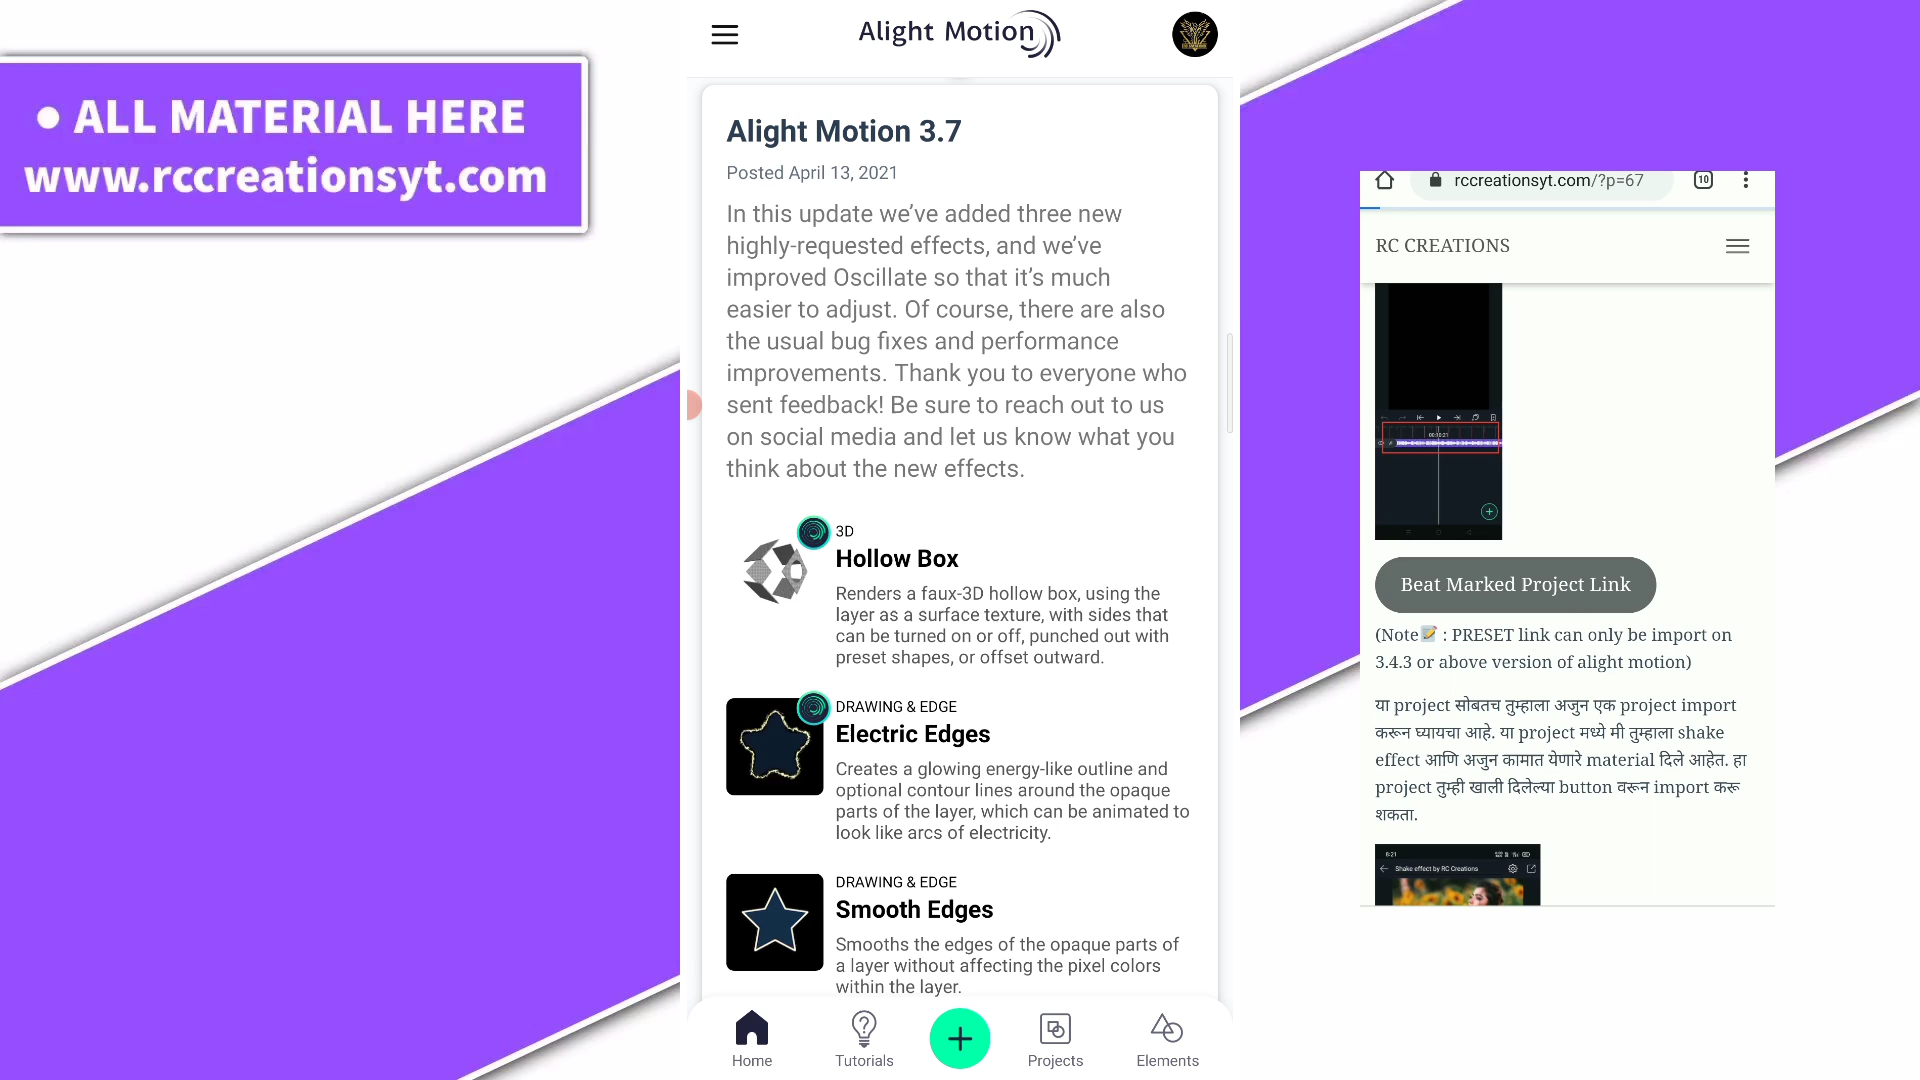 ● ALL MATERIAL HERE
www.rccreationsyt.com
Alight Motion
Alight Motion 3.7
Posted April 13, 2021
In this update we’ve added three new
highly-requested effects, and we’ve
improved Oscillate so that it’s much
easier to adjust. Of course, there are also
the usual bug fixes and performance
improvements. Thank you to everyone who
sent feedback! Be sure to reach out to us
on social media and let us know what you
think about the new effects.
3D
Hollow Box
Renders a faux-3D hollow box, using the
layer as a surface texture, with sides that
can be turned on or off, punched out with
preset shapes, or offset outward.
DRAWING & EDGE
Electric Edges
Creates a glowing energy-like outline and
optional contour lines around the opaque
parts of the layer, which can be animated to
look like arcs of electricity.
DRAWING & EDGE
Smooth Edges
Smooths the edges of the opaque parts of
a layer without affecting the pixel colors
within the layer.
Home
Tutorials
Projects
Elements
rccreationsyt.com/?p=67
10
RC CREATIONS
Beat Marked Project Link
(Note📝 : PRESET link can only be import on
3.4.3 or above version of alight motion)
या project सोबतच तुम्हाला अजुन एक project import
करून घ्यायचा आहे. या project मध्ये मी तुम्हाला shake
effect आणि अजुन कामात येणारे material दिले आहेत. हा
project तुम्ही खाली दिलेल्या button वरून import करू
शकता.
8:21
Shake effect by RC Creations